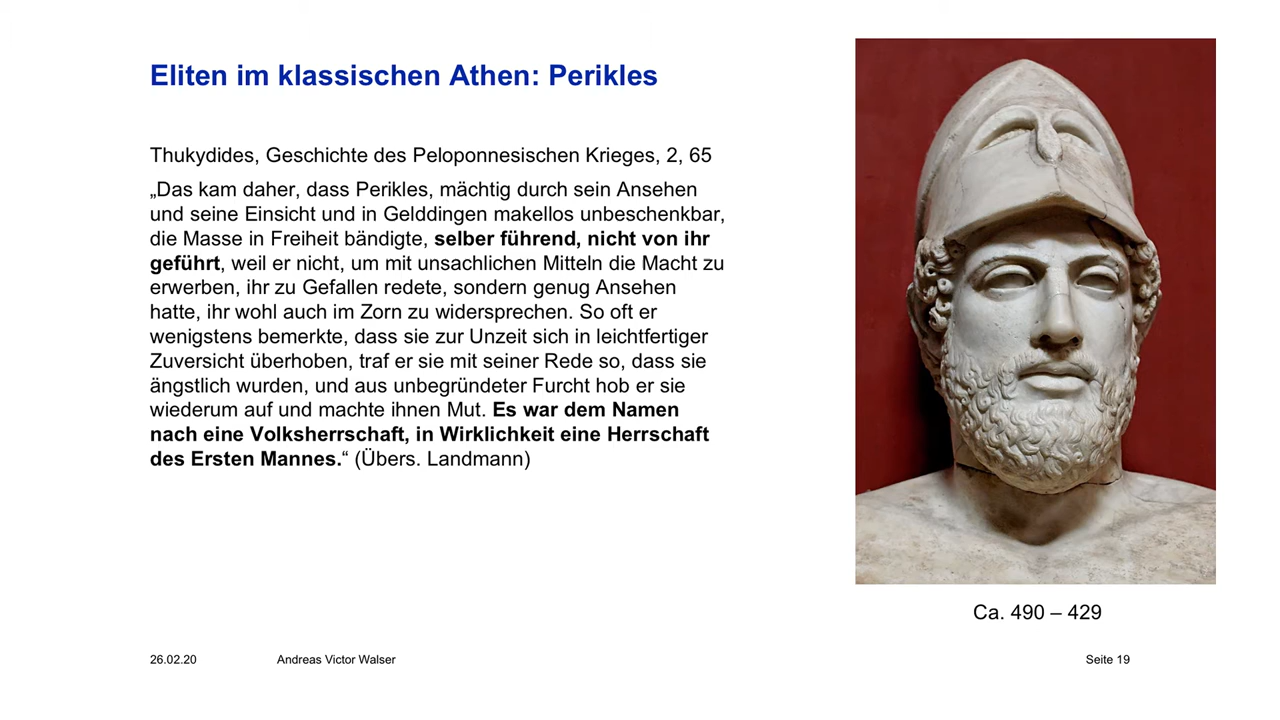 Eliten im klassischen Athen: Perikles
Thukydides, Geschichte des Peloponnesischen Krieges, 2, 65
„Das kam daher, dass Perikles, mächtig durch sein Ansehen
und seine Einsicht und in Gelddingen makellos unbeschenkbar,
die Masse in Freiheit bändigte, selber führend, nicht von ihr
geführt, weil er nicht, um mit unsachlichen Mitteln die Macht zu
erwerben, ihr zu Gefallen redete, sondern genug Ansehen
hatte, ihr wohl auch im Zorn zu widersprechen. So oft er
wenigstens bemerkte, dass sie zur Unzeit sich in leichtfertiger
Zuversicht überhoben, traf er sie mit seiner Rede so, dass sie
ängstlich wurden, und aus unbegründeter Furcht hob er sie
wiederum auf und machte ihnen Mut. Es war dem Namen
nach eine Volksherrschaft, in Wirklichkeit eine Herrschaft
des Ersten Mannes.“ (Übers. Landmann)
Ca. 490 – 429
26.02.20 Andreas Victor Walser Seite 19